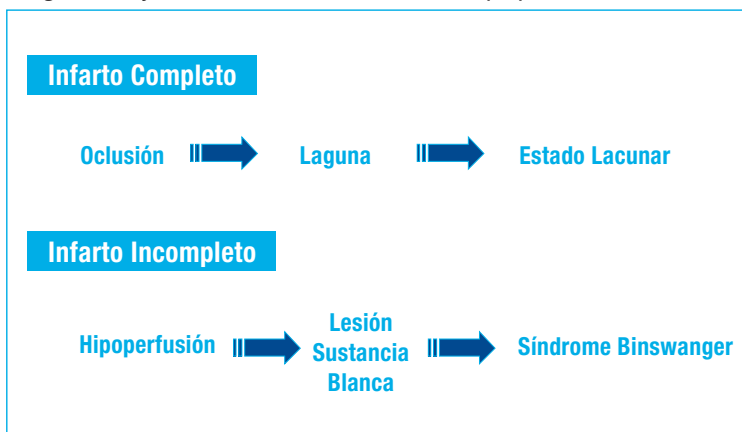 Infarto Completo
Oclusión Laguna Estado Lacunar
Infarto Incompleto
Hipoperfusión Lesión Sustancia Blanca Síndrome Binswanger